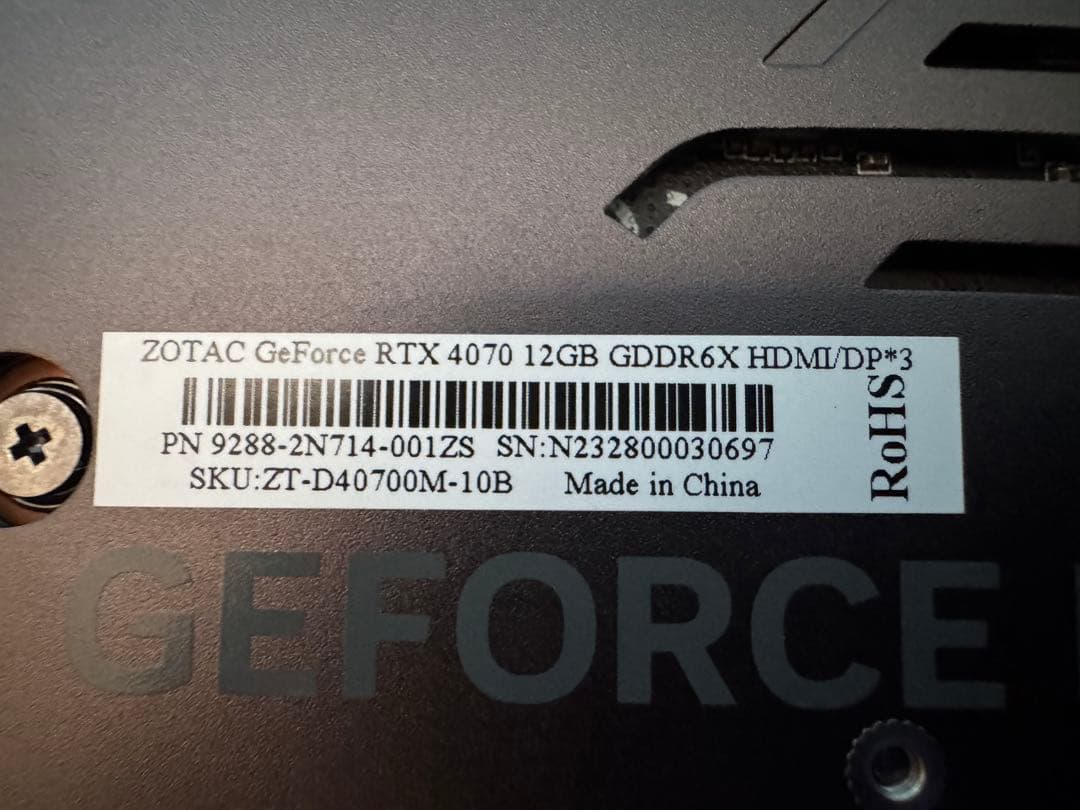 ZOTAC GeForce RTX 4070 12GB GDDR6X HDMI/DP*3
PN 9288-2N714-001ZS SN:N232800030697
SKU:ZT-D40700M-10B Made in China
RoHS
GEFORCE